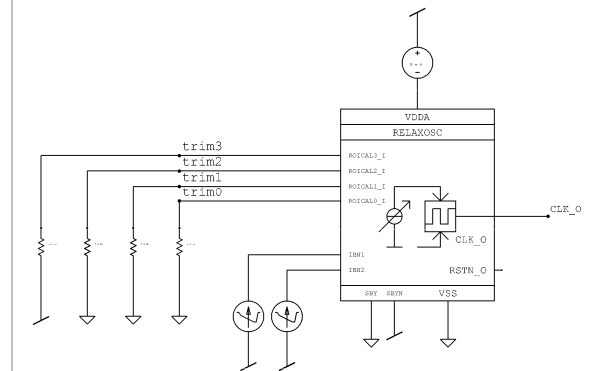 VDDA
RELAXOSC
trim3
ROICAL3_I
trim2
ROICAL2_I
trim1
ROICAL1_I
trim0
ROICAL0_I
CLK_O
CLK_O
IBN1
IBN2
RSTN_O
SBY
SBYN
VSS